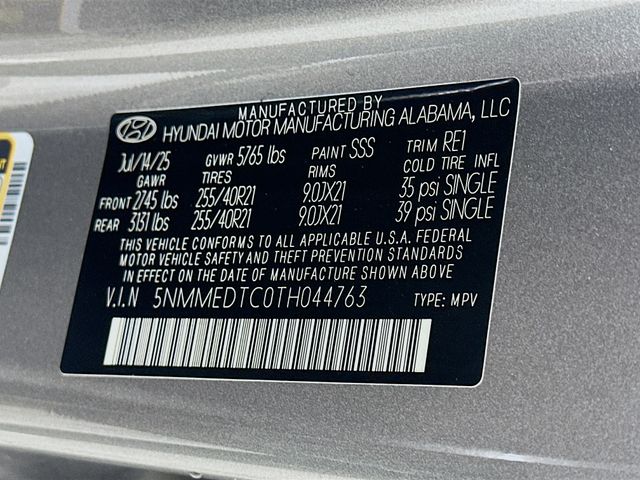 MANUFACTURED BY
HYUNDAI MOTOR MANUFACTURING ALABAMA, LLC
Jul/14/25 GVWR 5765 lbs PAINT SSS TRIM RE1
GAWR TIRES RIMS COLD TIRE INFL
FRONT 2745 lbs 255/40R21 9.0JX21 35 psi SINGLE
REAR 3131 lbs 255/40R21 9.0JX21 39 psi SINGLE
THIS VEHICLE CONFORMS TO ALL APPLICABLE U.S.A. FEDERAL
MOTOR VEHICLE SAFETY AND THEFT PREVENTION STANDARDS
IN EFFECT ON THE DATE OF MANUFACTURE SHOWN ABOVE
V.I.N 5NMMEDTC0TH044763 TYPE: MPV